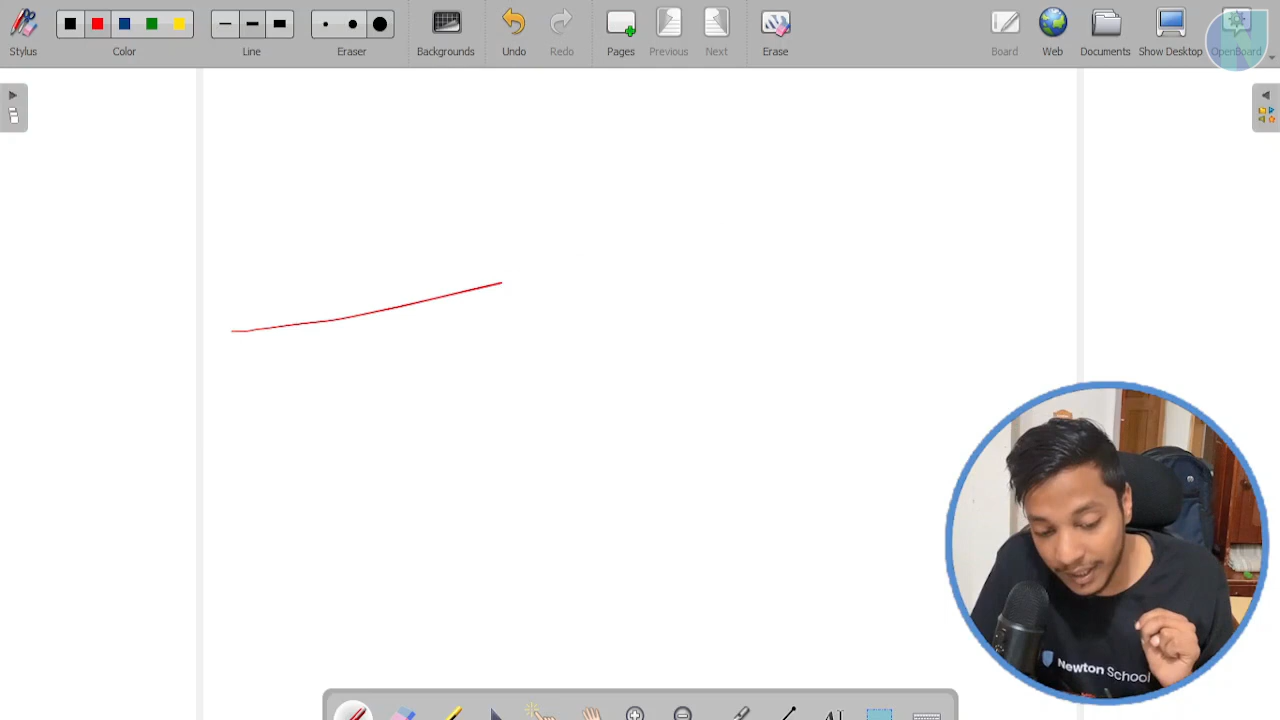 Stylus
Color
Line
Eraser
Backgrounds
Undo
Redo
Pages
Previous
Next
Erase
Board
Web
Documents
Show Desktop
OpenBoard
Newton School